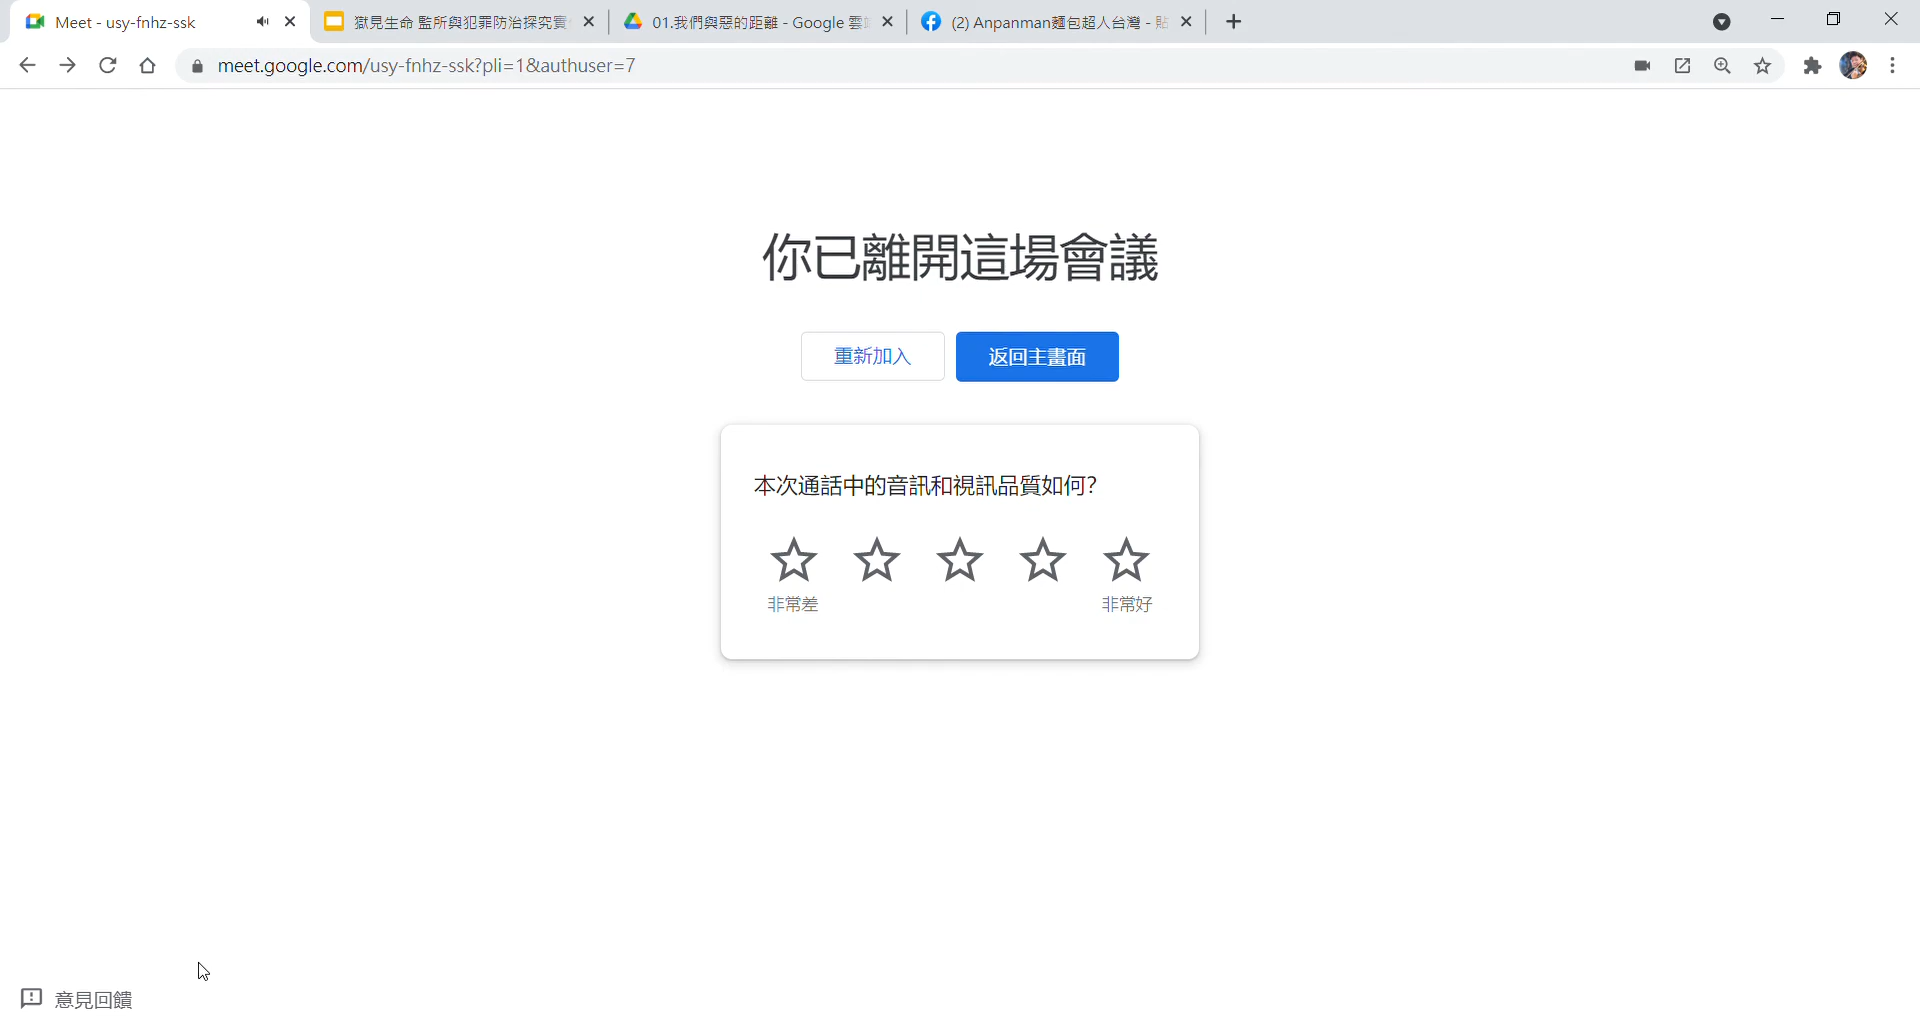 Meet - usy-fnhz-ssk
獄見生命 監所與犯罪防治探究實
01.我們與惡的距離 - Google 雲端
(2) Anpanman麵包超人台灣 - 貼
meet.google.com/usy-fnhz-ssk?pli=1&authuser=7
你已離開這場會議
重新加入
返回主畫面
本次通話中的音訊和視訊品質如何?
非常差
非常好
意見回饋